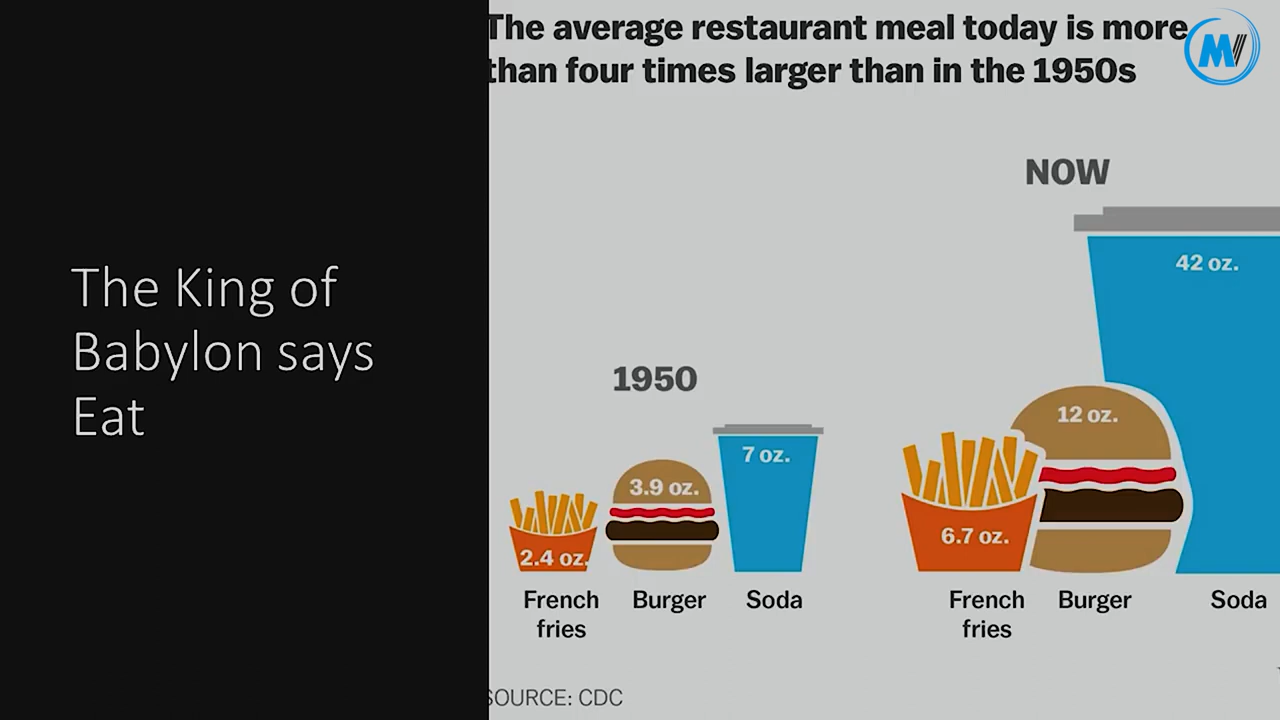 The King of
Babylon says
Eat
The average restaurant meal today is more
than four times larger than in the 1950s
NOW
42 oz.
1950
12 oz.
7 oz.
3.9 oz.
6.7 oz.
2.4 oz.
French
fries
Burger
Soda
French
fries
Burger
Soda
SOURCE: CDC